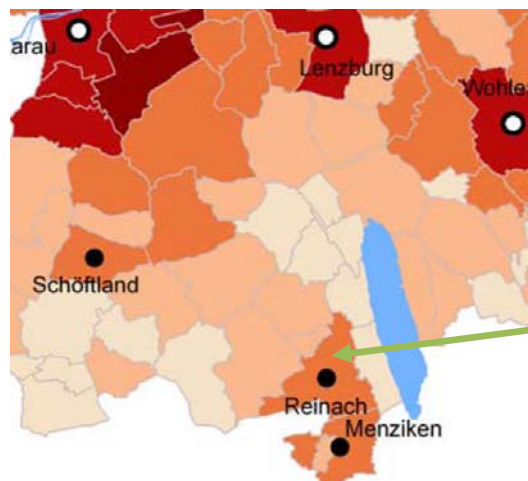 arau
Lenzburg
Wohle
Schöftland
Reinach
Menziken